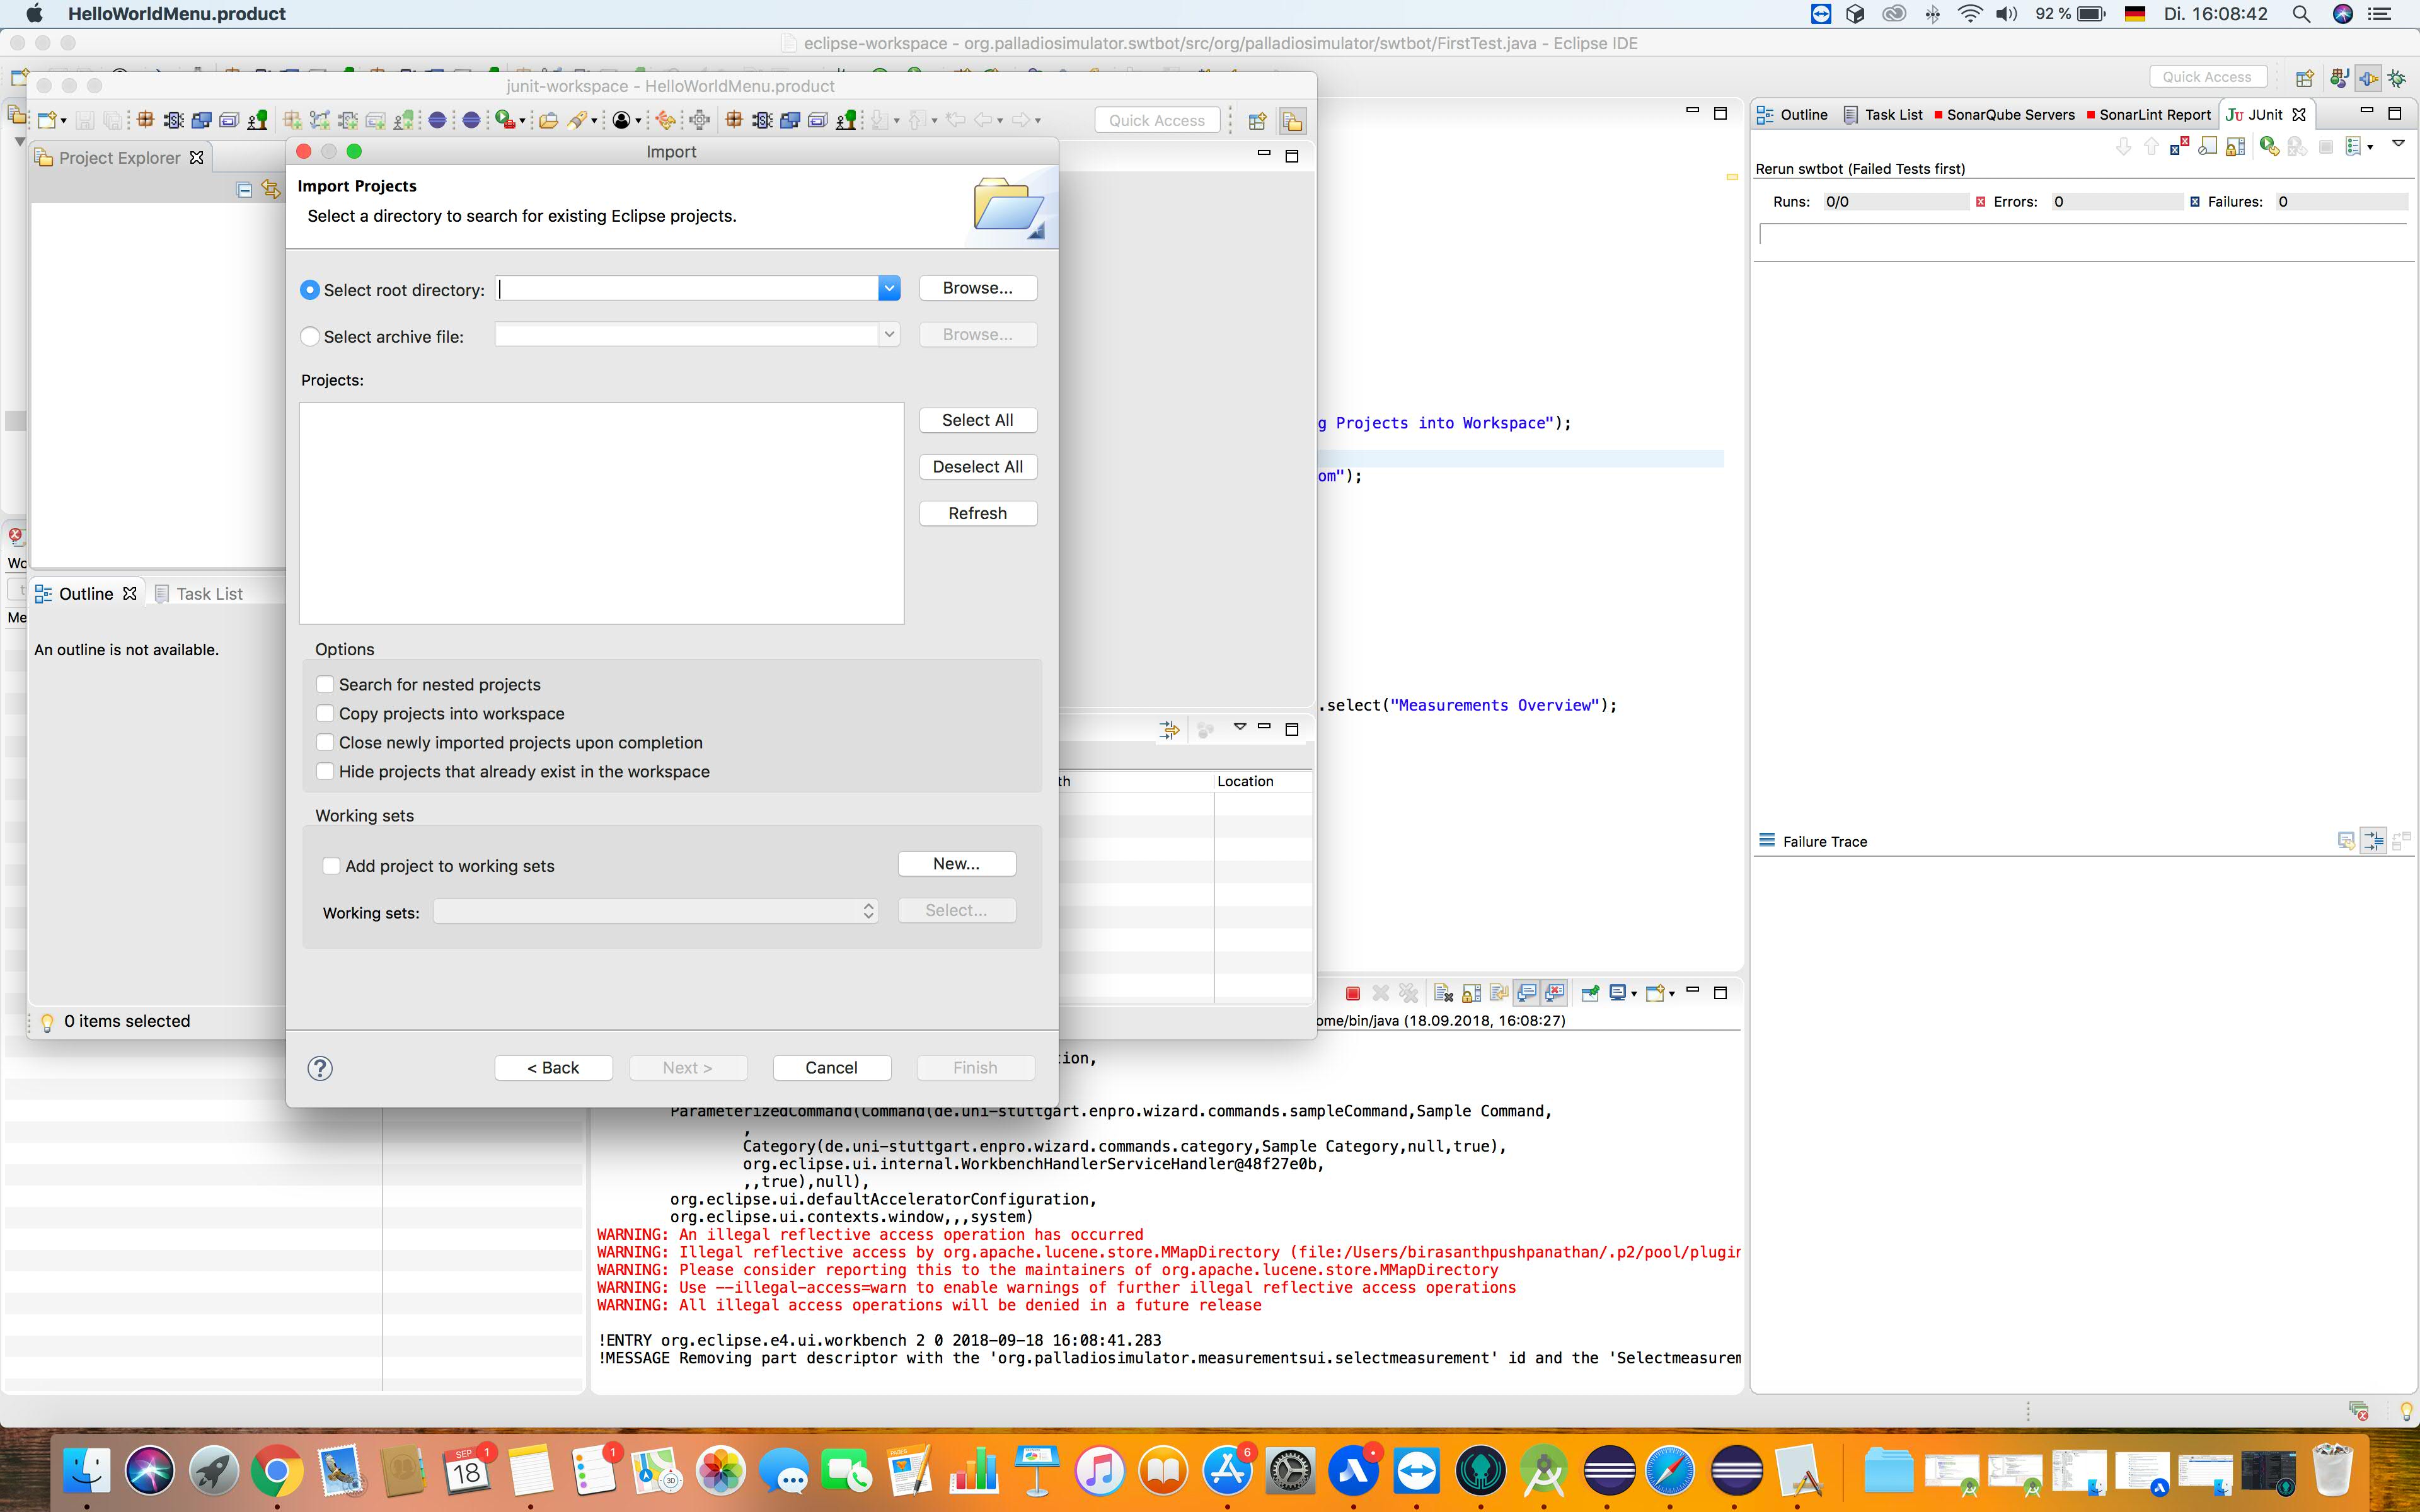 HelloWorldMenu.product
92 %
Di. 16:08:42
eclipse-workspace - org.palladiosimulator.swtbot/src/org/palladiosimulator/swtbot/FirstTest.java - Eclipse IDE
Quick Access
junit-workspace - HelloWorldMenu.product
Quick Access
Project Explorer
Outline
Task List
SonarQube Servers
SonarLint Report
JUnit
Rerun swtbot (Failed Tests first)
Runs: 0/0
Errors: 0
Failures: 0
Import
Import Projects
Select a directory to search for existing Eclipse projects.
Select root directory:
Browse...
Select archive file:
Browse...
Projects:
Select All
Deselect All
Refresh
g Projects into Workspace");
om");
.select("Measurements Overview");
Wo
Me
Outline
Task List
An outline is not available.
Options
Search for nested projects
Copy projects into workspace
Close newly imported projects upon completion
Hide projects that already exist in the workspace
Working sets
Add project to working sets
New...
Working sets:
Select...
th
Location
Failure Trace
0 items selected
< Back
Next >
Cancel
Finish
ome/bin/java (18.09.2018, 16:08:27)
ion,
ParameterizedCommand(Command(de.uni-stuttgart.enpro.wizard.commands.sampleCommand,Sample Command,
,
Category(de.uni-stuttgart.enpro.wizard.commands.category,Sample Category,null,true),
org.eclipse.ui.internal.WorkbenchHandlerServiceHandler@48f27e0b,
,,true),null),
org.eclipse.ui.defaultAcceleratorConfiguration,
org.eclipse.ui.contexts.window,,,system)
WARNING: An illegal reflective access operation has occurred
WARNING: Illegal reflective access by org.apache.lucene.store.MMapDirectory (file:/Users/birasanthpushpanathan/.p2/pool/plugin
WARNING: Please consider reporting this to the maintainers of org.apache.lucene.store.MMapDirectory
WARNING: Use --illegal-access=warn to enable warnings of further illegal reflective access operations
WARNING: All illegal access operations will be denied in a future release
!ENTRY org.eclipse.e4.ui.workbench 2 0 2018-09-18 16:08:41.283
!MESSAGE Removing part descriptor with the 'org.palladiosimulator.measurementsui.selectmeasurement' id and the 'Selectmeasurem
SEP
18
1
1
6